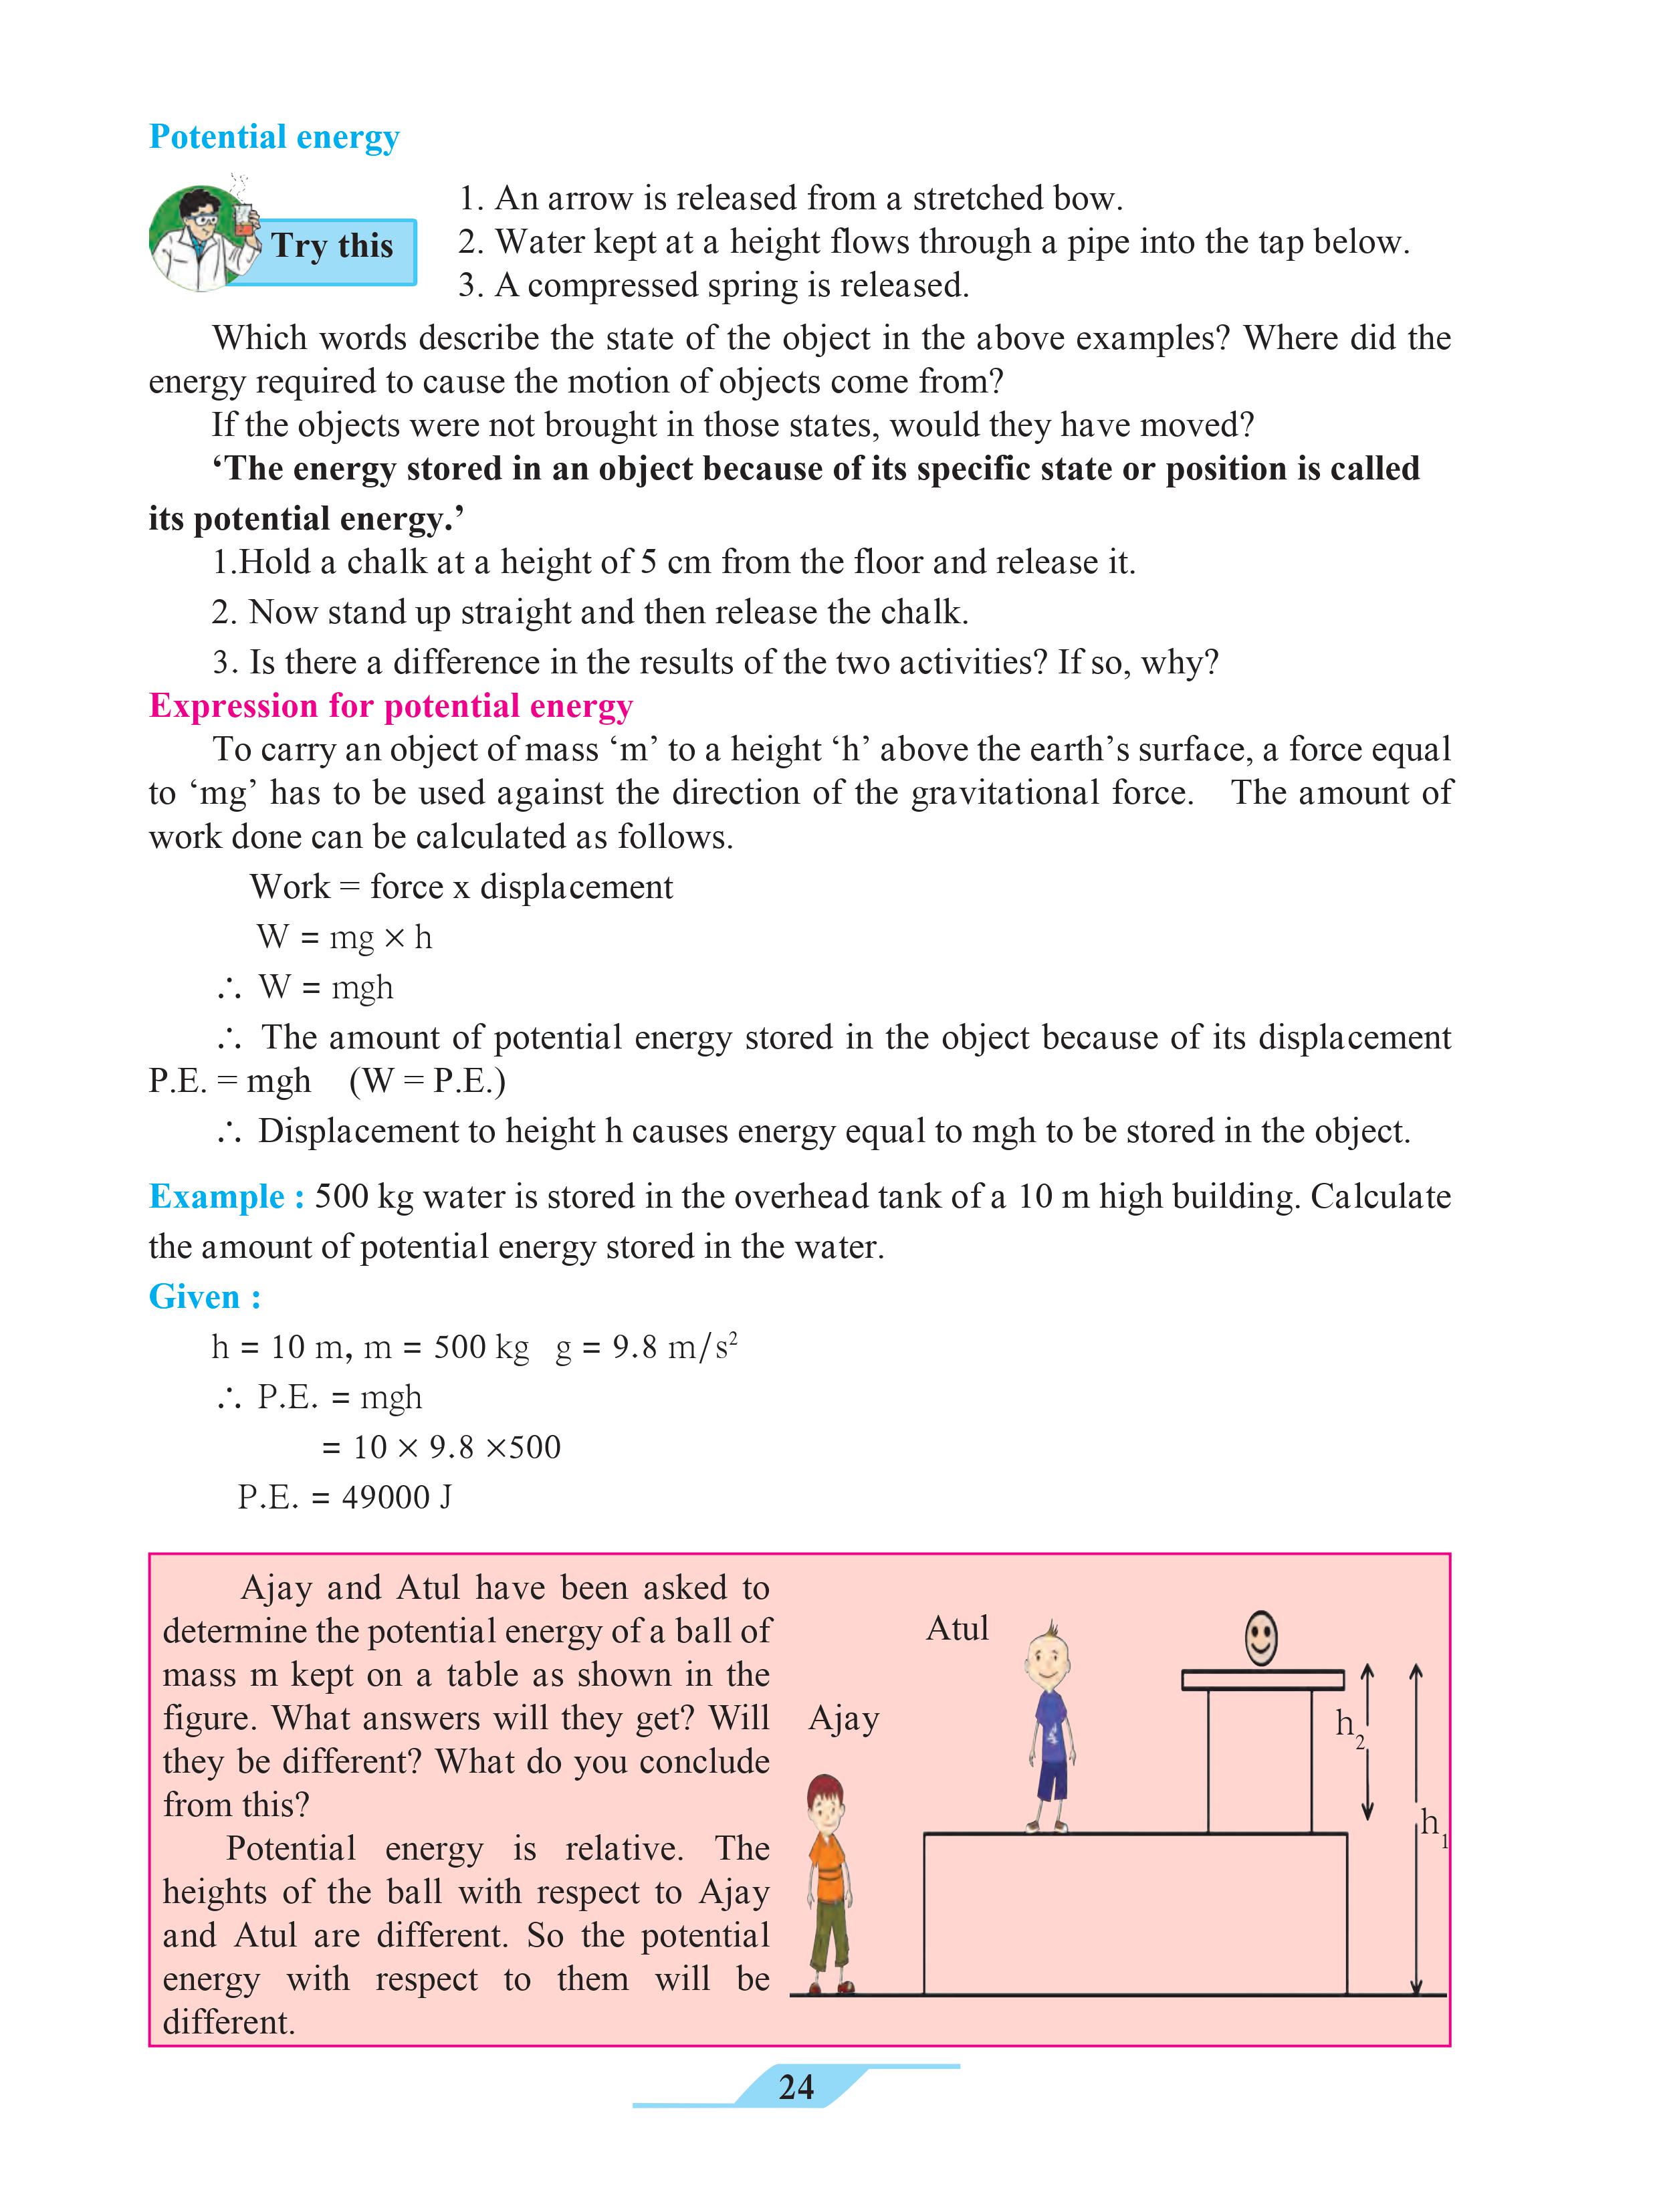 Potential energy
Try this
1. An arrow is released from a stretched bow.
2. Water kept at a height flows through a pipe into the tap below.
3. A compressed spring is released.
Which words describe the state of the object in the above examples? Where did the
energy required to cause the motion of objects come from?
If the objects were not brought in those states, would they have moved?
‘The energy stored in an object because of its specific state or position is called
its potential energy.’
1.Hold a chalk at a height of 5 cm from the floor and release it.
2. Now stand up straight and then release the chalk.
3. Is there a difference in the results of the two activities? If so, why?
Expression for potential energy
To carry an object of mass ‘m’ to a height ‘h’ above the earth’s surface, a force equal
to ‘mg’ has to be used against the direction of the gravitational force. The amount of
work done can be calculated as follows.
Work = force x displacement
W = mg × h
∴ W = mgh
∴ The amount of potential energy stored in the object because of its displacement
P.E. = mgh (W = P.E.)
∴ Displacement to height h causes energy equal to mgh to be stored in the object.
Example : 500 kg water is stored in the overhead tank of a 10 m high building. Calculate
the amount of potential energy stored in the water.
Given :
h = 10 m, m = 500 kg g = 9.8 m/s²
∴ P.E. = mgh
= 10 × 9.8 ×500
P.E. = 49000 J
Ajay and Atul have been asked to
determine the potential energy of a ball of
mass m kept on a table as shown in the
figure. What answers will they get? Will
they be different? What do you conclude
from this?
Potential energy is relative. The
heights of the ball with respect to Ajay
and Atul are different. So the potential
energy with respect to them will be
different.
Atul
Ajay
h₂
h₁
24